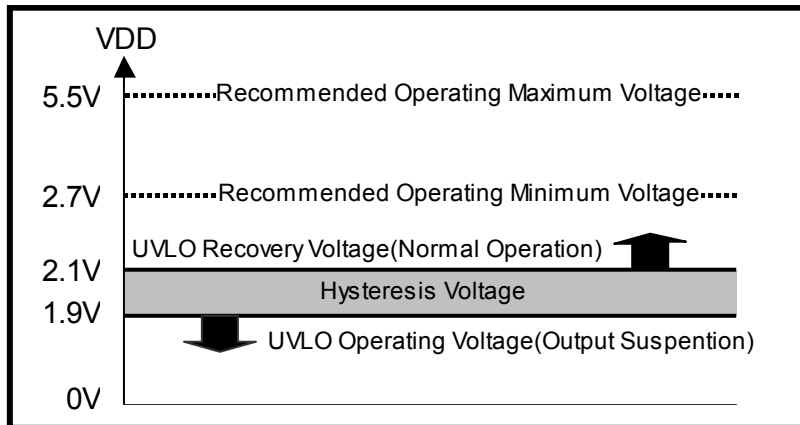 VDD
5.5V
Recommended Operating Maximum Voltage
2.7V
Recommended Operating Minimum Voltage
UVLO Recovery Voltage(Normal Operation)
2.1V
Hysteresis Voltage
1.9V
UVLO Operating Voltage(Output Suspention)
0V